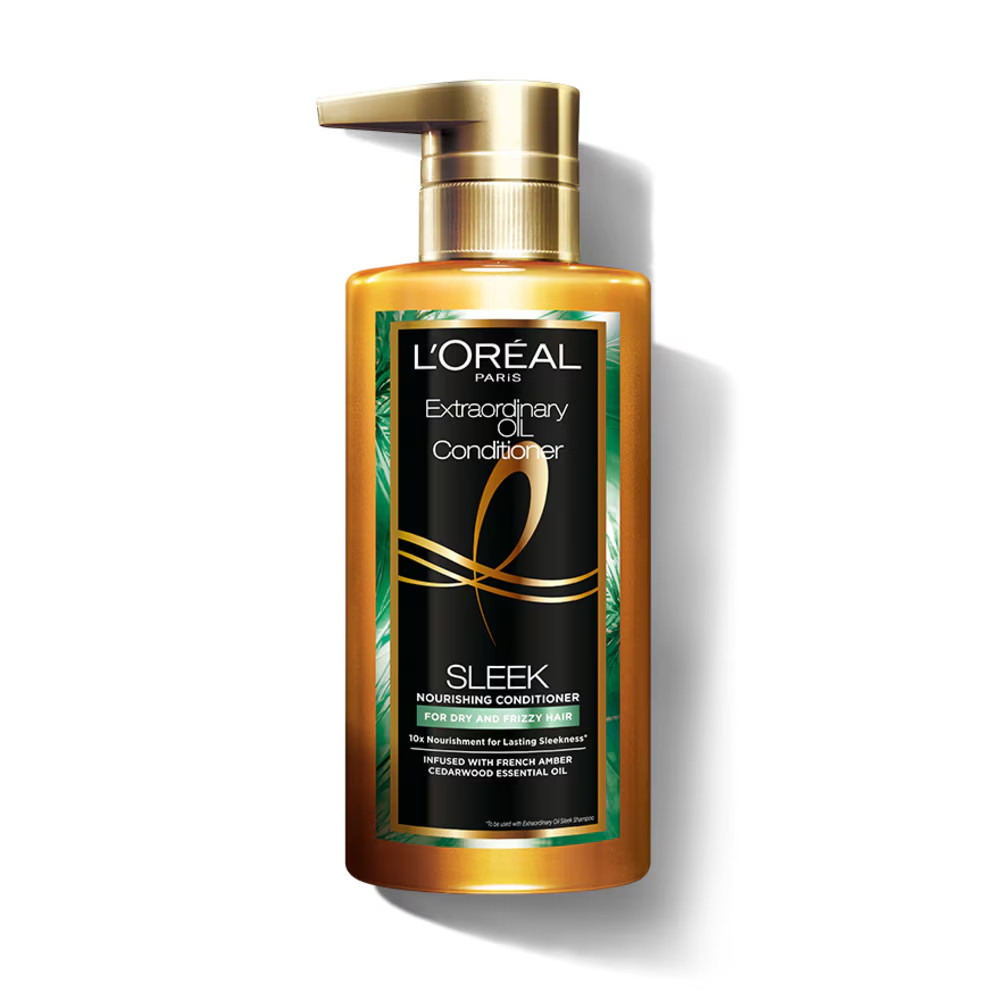 L'ORÉAL
PARiS
Extraordinary
OIL
Conditioner
SLEEK
NOURISHING CONDITIONER
FOR DRY AND FRIZZY HAIR
10x Nourishment for Lasting Sleekness*
INFUSED WITH FRENCH AMBER
CEDARWOOD ESSENTIAL OIL
*To be used with Extraordinary Oil Sleek Shampoo